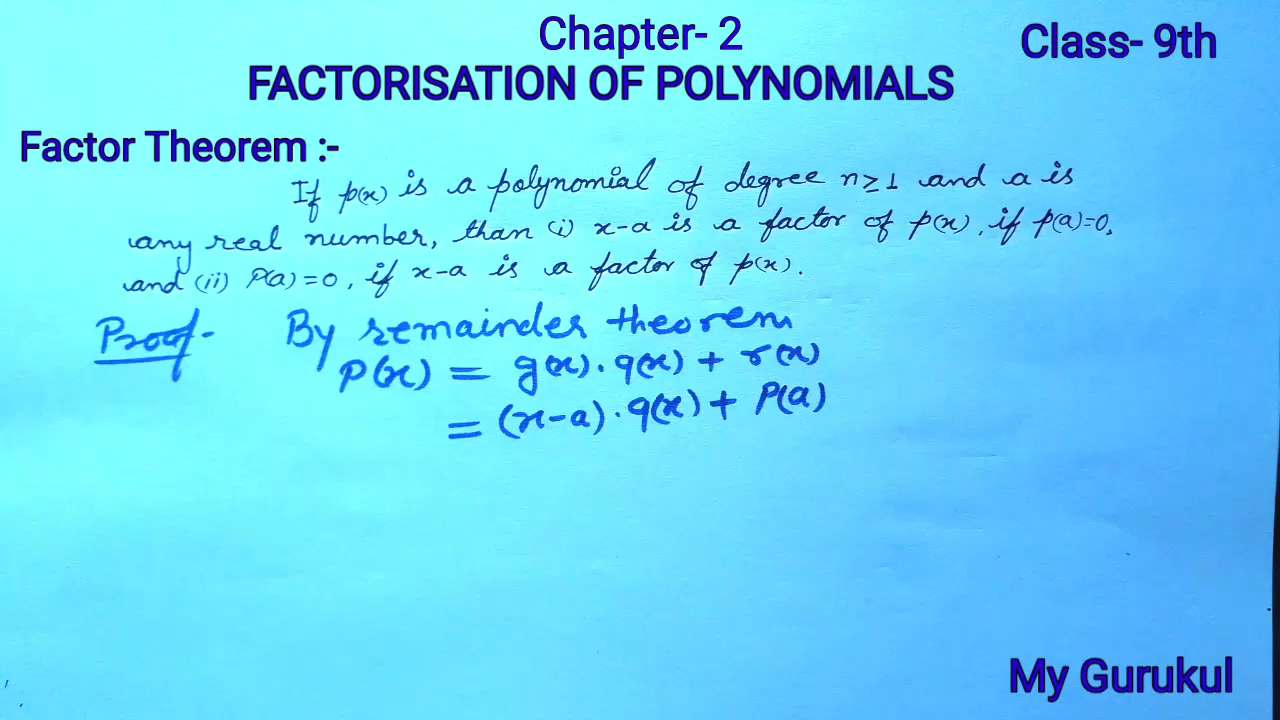 Chapter- 2
Class- 9th
FACTORISATION OF POLYNOMIALS
Factor Theorem :-
If p(x) is a polynomial of degree n≥1 and a is
any real number, than (i) x-a is a factor of p(x), if p(a)=0,
and (ii) P(a)=0, if x-a is a factor of p(x).
Proof- By remainder theorem
P(x) = g(x).q(x) + r(x)
= (x-a).q(x) + P(a)
My Gurukul